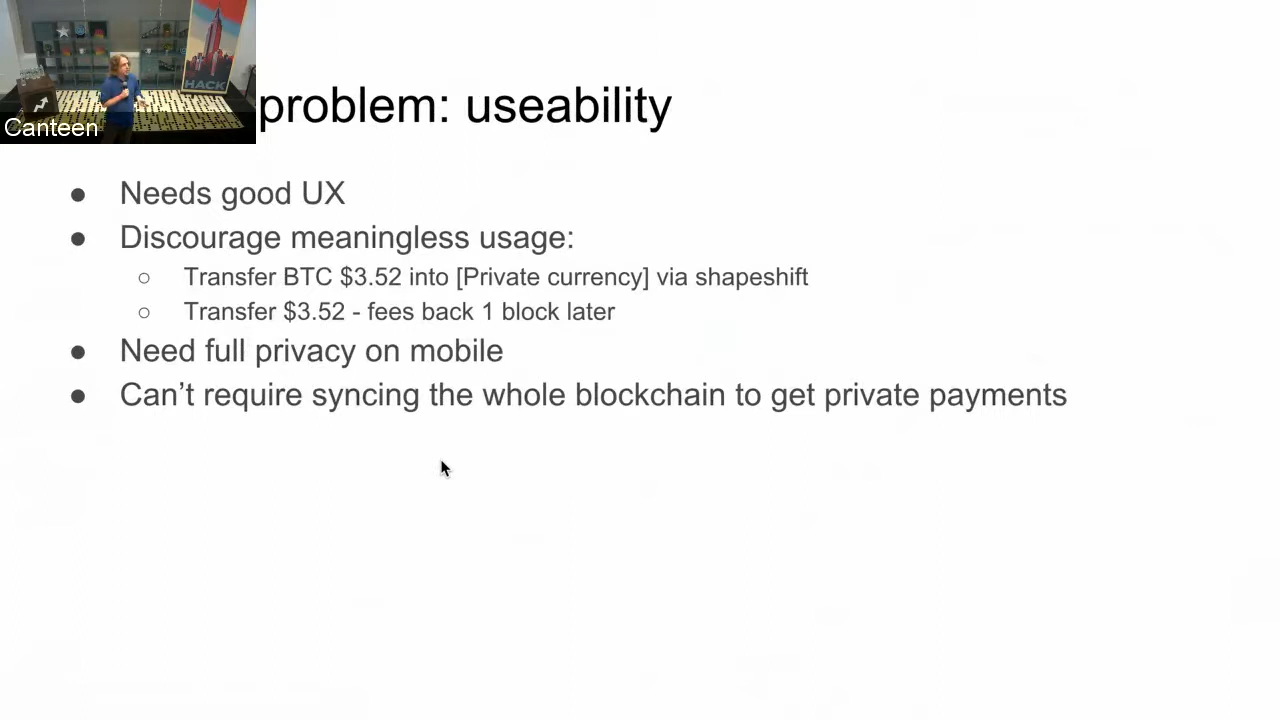 HACK
Canteen
problem: useability
● Needs good UX
● Discourage meaningless usage:
○ Transfer BTC $3.52 into [Private currency] via shapeshift
○ Transfer $3.52 - fees back 1 block later
● Need full privacy on mobile
● Can’t require syncing the whole blockchain to get private payments